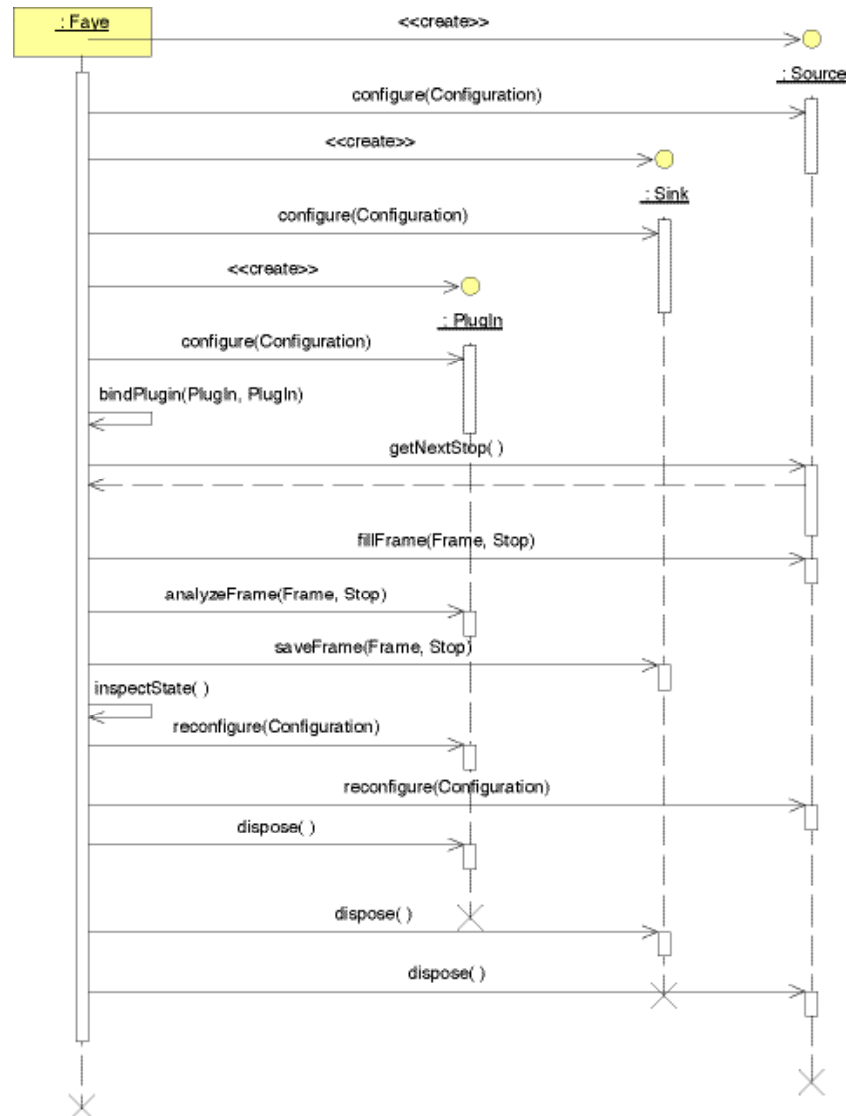 : Faye
<<create>>
: Source
configure(Configuration)
<<create>>
: Sink
configure(Configuration)
<<create>>
: PlugIn
configure(Configuration)
bindPlugin(PlugIn, PlugIn)
getNextStop( )
fillFrame(Frame, Stop)
analyzeFrame(Frame, Stop)
saveFrame(Frame, Stop)
inspectState( )
reconfigure(Configuration)
reconfigure(Configuration)
dispose( )
dispose( )
dispose( )